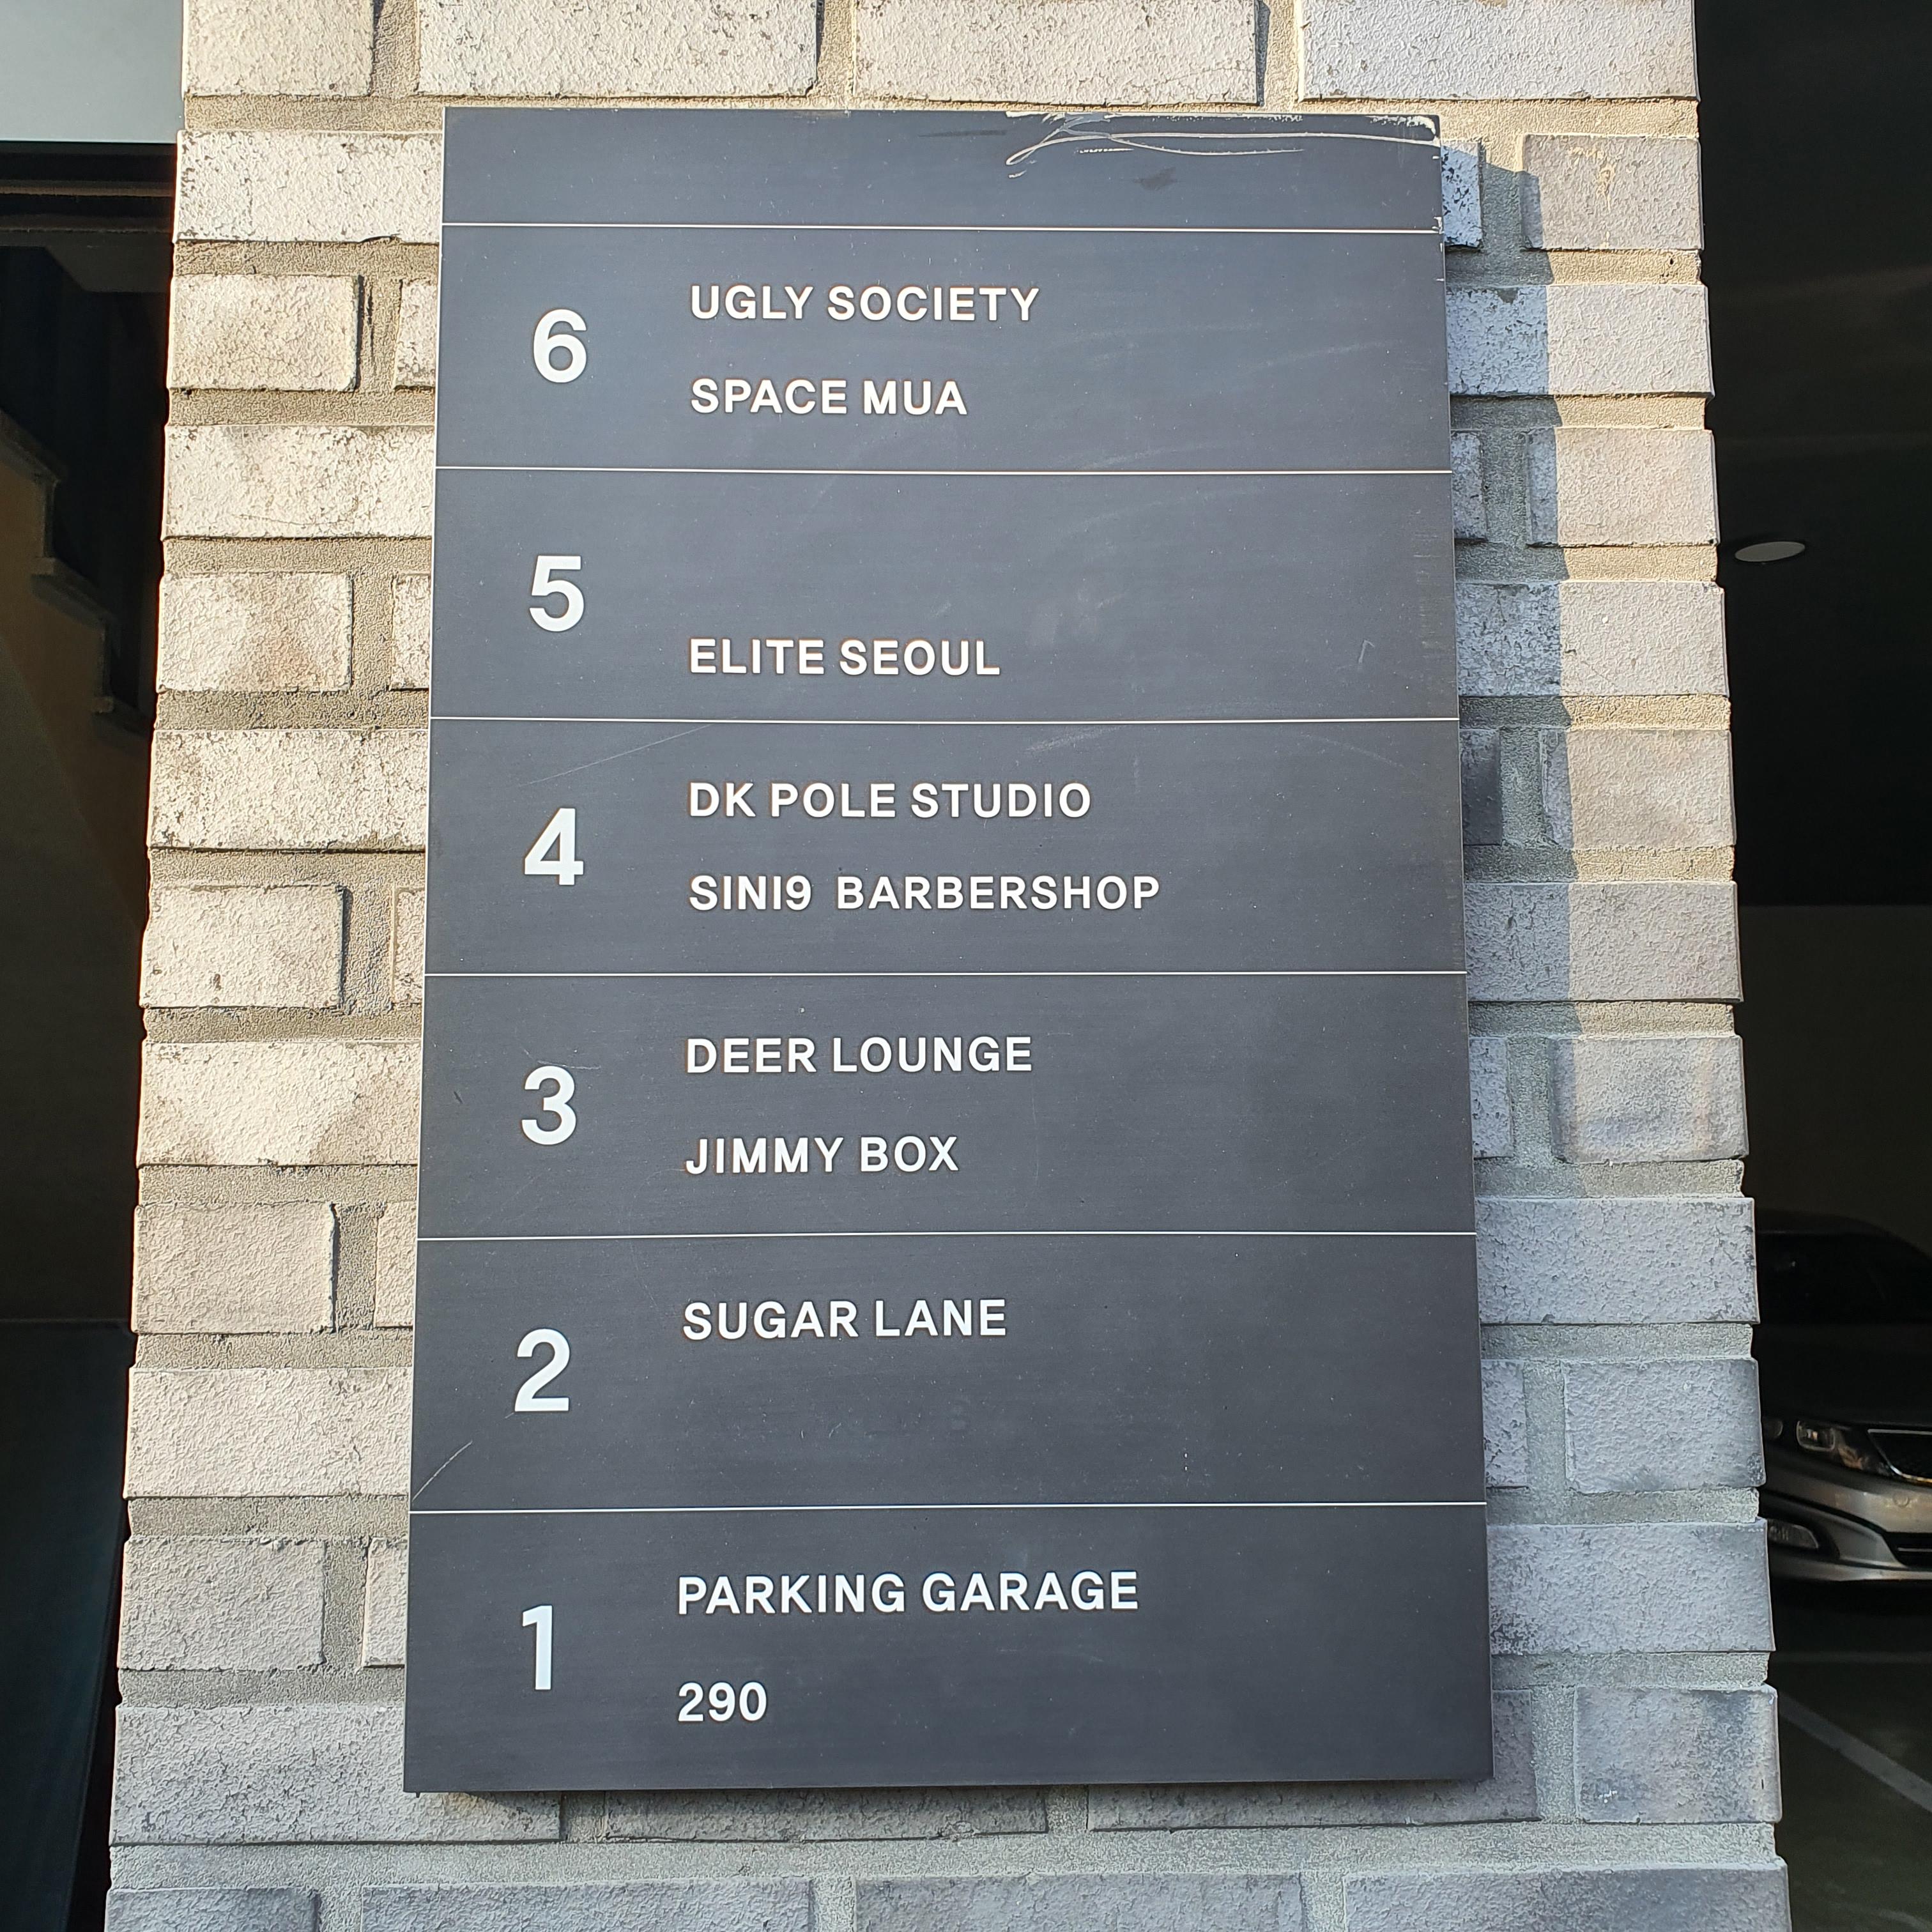 6
UGLY SOCIETY
SPACE MUA
5
ELITE SEOUL
4
DK POLE STUDIO
SINI9 BARBERSHOP
3
DEER LOUNGE
JIMMY BOX
2
SUGAR LANE
1
PARKING GARAGE
290